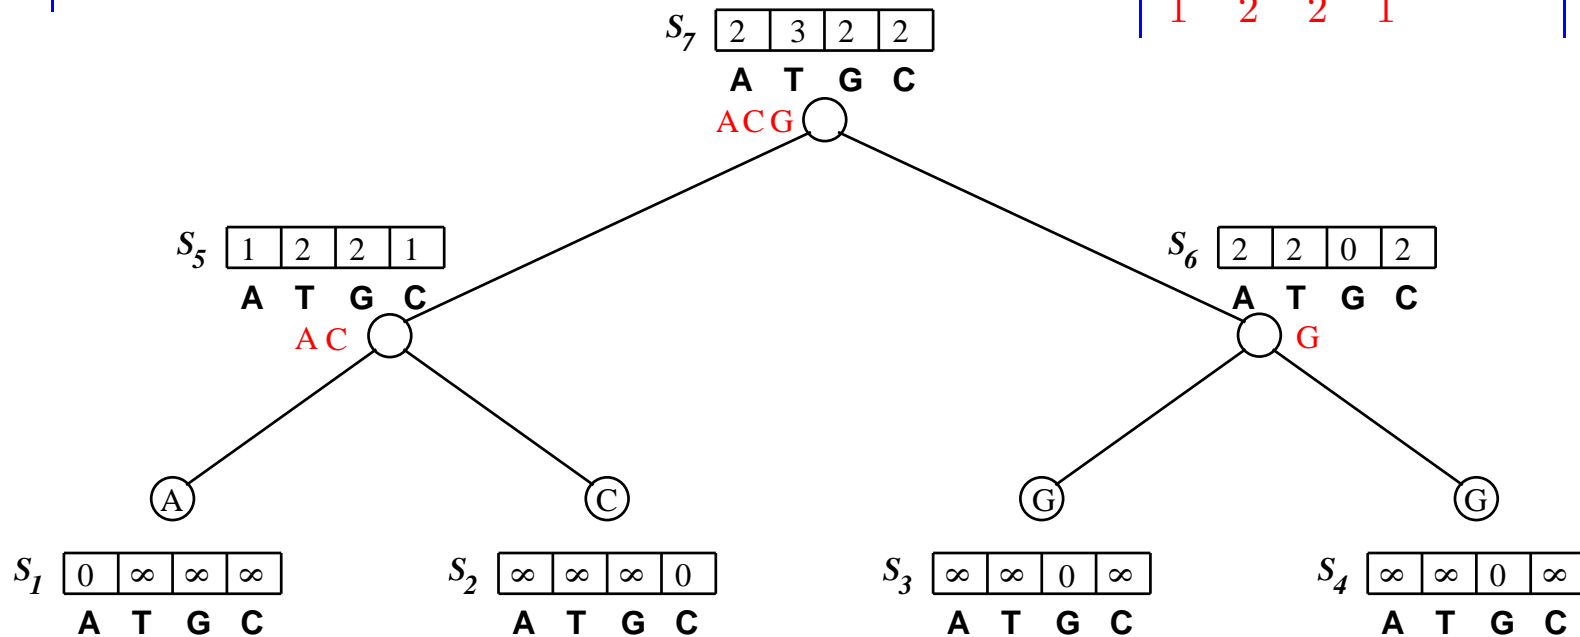 1 2 2 1
S7 2 3 2 2
A T G C
A C G
S5 1 2 2 1
A T G C
A C
S6 2 2 0 2
A T G C
G
A
C
G
G
S1 0 ∞ ∞ ∞
A T G C
S2 ∞ ∞ ∞ 0
A T G C
S3 ∞ ∞ 0 ∞
A T G C
S4 ∞ ∞ 0 ∞
A T G C